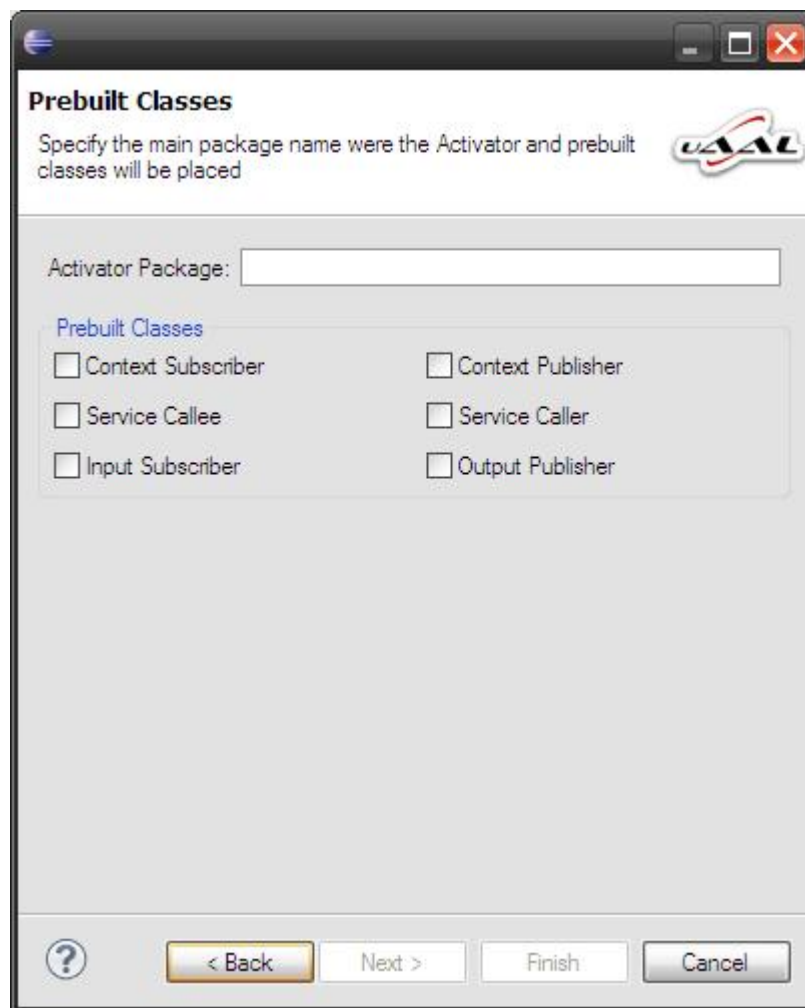 Prebuilt Classes
Specify the main package name were the Activator and prebuilt
classes will be placed
uAAL
Activator Package:
Prebuilt Classes
Context Subscriber
Context Publisher
Service Callee
Service Caller
Input Subscriber
Output Publisher
?
< Back
Next >
Finish
Cancel